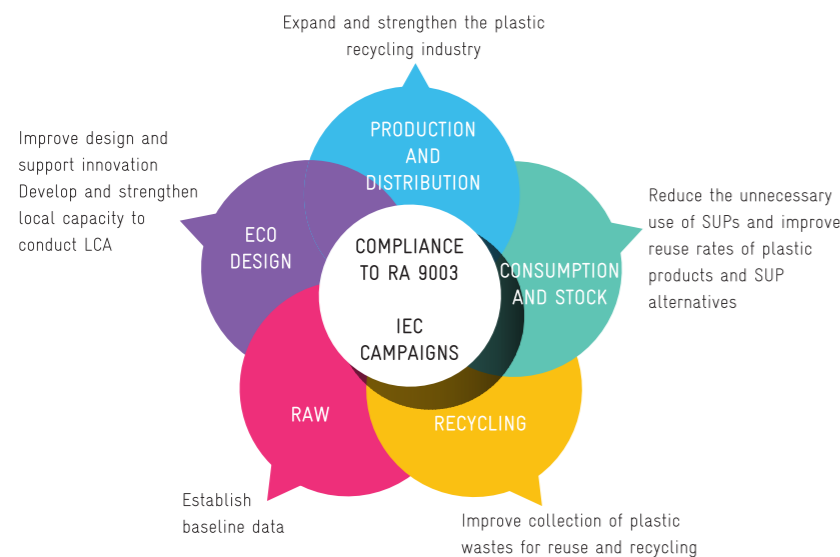 Expand and strengthen the plastic
recycling industry
PRODUCTION
AND
DISTRIBUTION
Improve design and
support innovation
Develop and strengthen
local capacity to
conduct LCA
ECO
DESIGN
COMPLIANCE
TO RA 9003
IEC
CAMPAIGNS
CONSUMPTION
AND STOCK
Reduce the unnecessary
use of SUPs and improve
reuse rates of plastic
products and SUP
alternatives
RAW
RECYCLING
Establish
baseline data
Improve collection of plastic
wastes for reuse and recycling